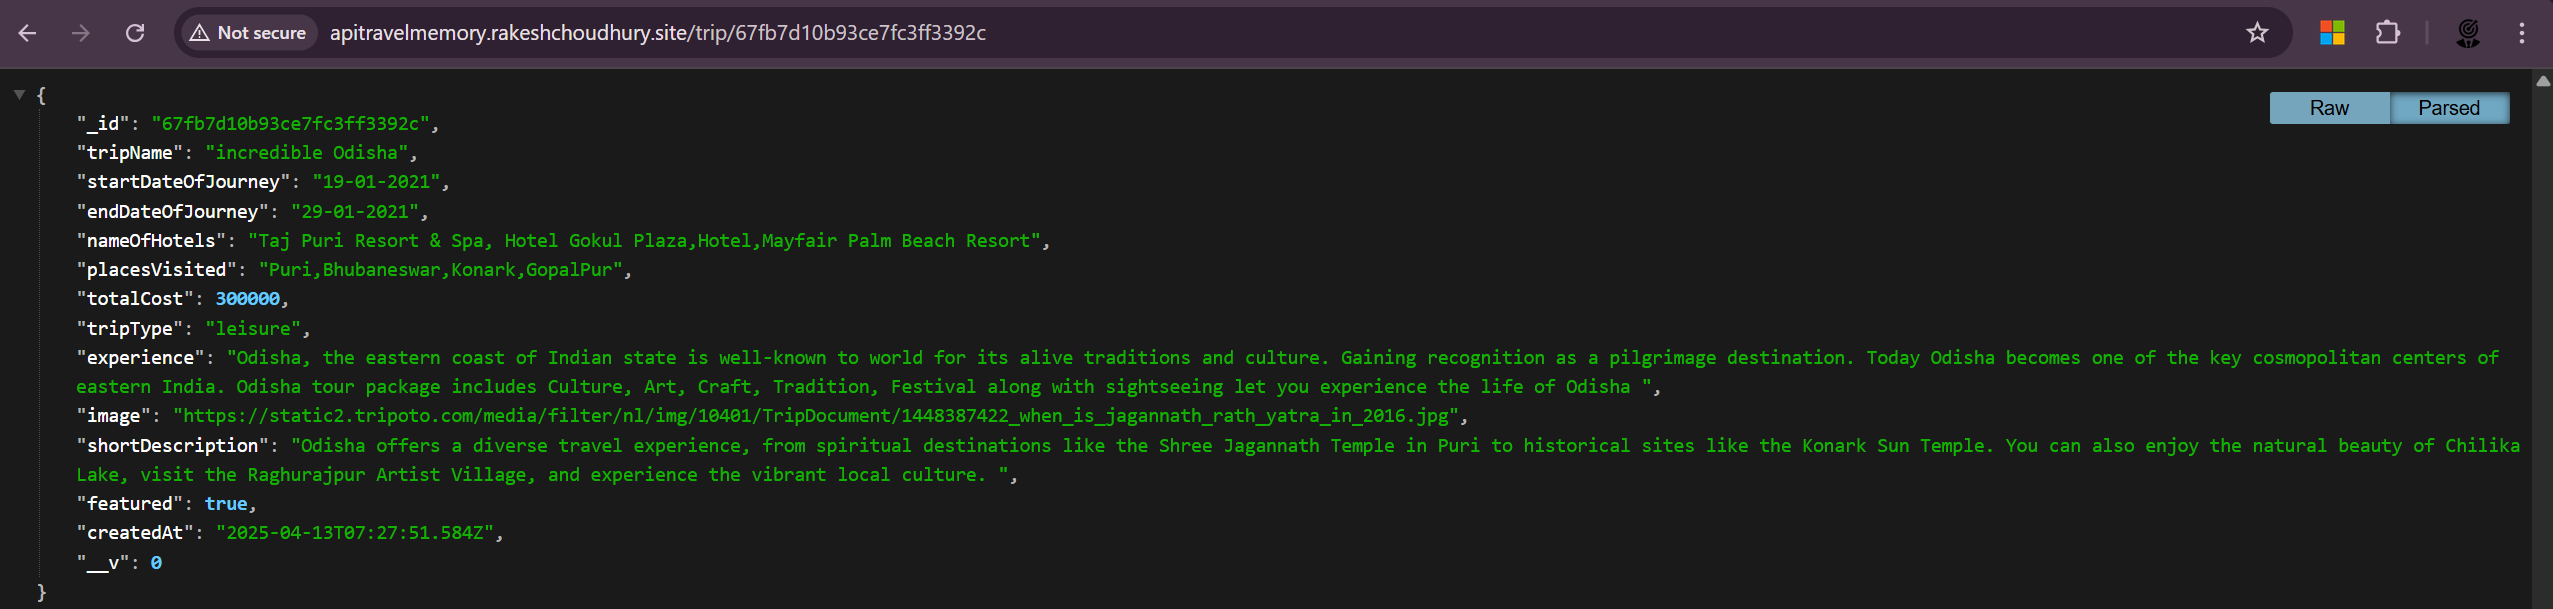 Not secure apitravelmemory.rakeshchoudhury.site/trip/67fb7d10b93ce7fc3ff3392c
Raw Parsed
{
"_id": "67fb7d10b93ce7fc3ff3392c",
"tripName": "incredible Odisha",
"startDateOfJourney": "19-01-2021",
"endDateOfJourney": "29-01-2021",
"nameOfHotels": "Taj Puri Resort & Spa, Hotel Gokul Plaza,Hotel,Mayfair Palm Beach Resort",
"placesVisited": "Puri,Bhubaneswar,Konark,GopalPur",
"totalCost": 300000,
"tripType": "leisure",
"experience": "Odisha, the eastern coast of Indian state is well-known to world for its alive traditions and culture. Gaining recognition as a pilgrimage destination. Today Odisha becomes one of the key cosmopolitan centers of
eastern India. Odisha tour package includes Culture, Art, Craft, Tradition, Festival along with sightseeing let you experience the life of Odisha ",
"image": "https://static2.tripoto.com/media/filter/nl/img/10401/TripDocument/1448387422_when_is_jagannath_rath_yatra_in_2016.jpg",
"shortDescription": "Odisha offers a diverse travel experience, from spiritual destinations like the Shree Jagannath Temple in Puri to historical sites like the Konark Sun Temple. You can also enjoy the natural beauty of Chilika
Lake, visit the Raghurajpur Artist Village, and experience the vibrant local culture. ",
"featured": true,
"createdAt": "2025-04-13T07:27:51.584Z",
"__v": 0
}